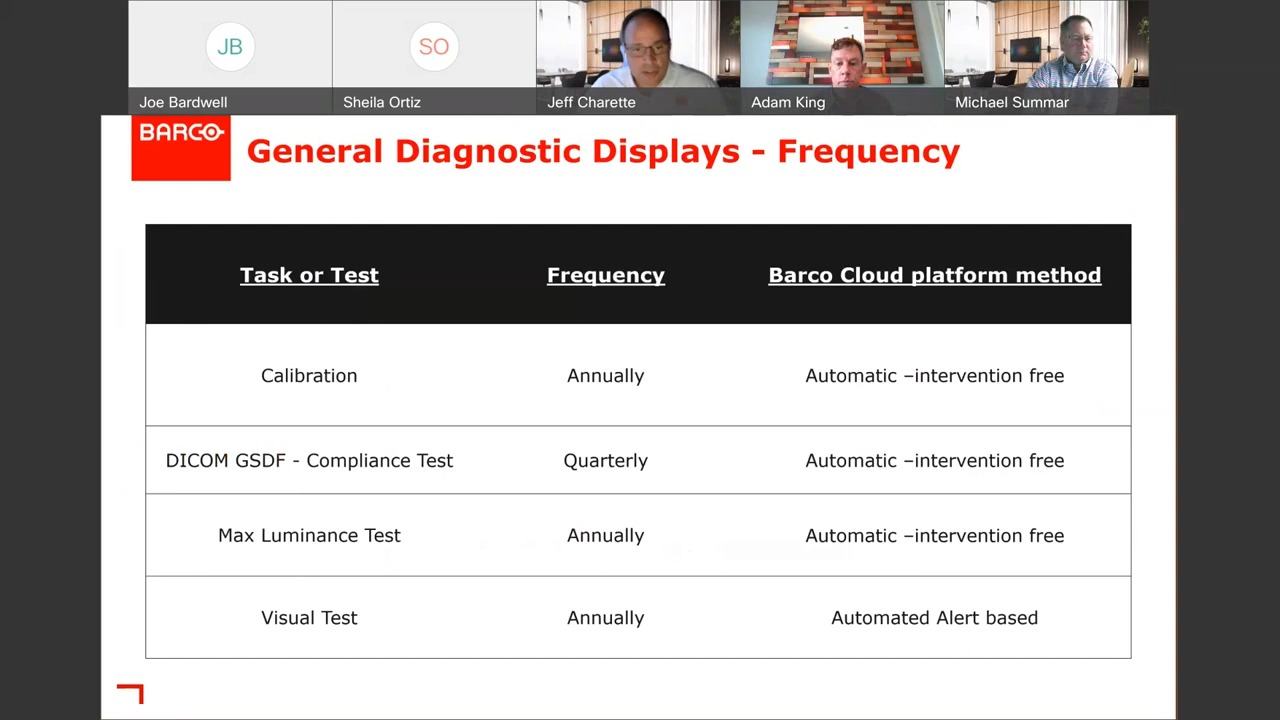 JB
SO
Joe Bardwell
Sheila Ortiz
Jeff Charette
Adam King
Michael Summar
BARCO
General Diagnostic Displays - Frequency
Task or Test Frequency Barco Cloud platform method
Calibration Annually Automatic –intervention free
DICOM GSDF - Compliance Test Quarterly Automatic –intervention free
Max Luminance Test Annually Automatic –intervention free
Visual Test Annually Automated Alert based